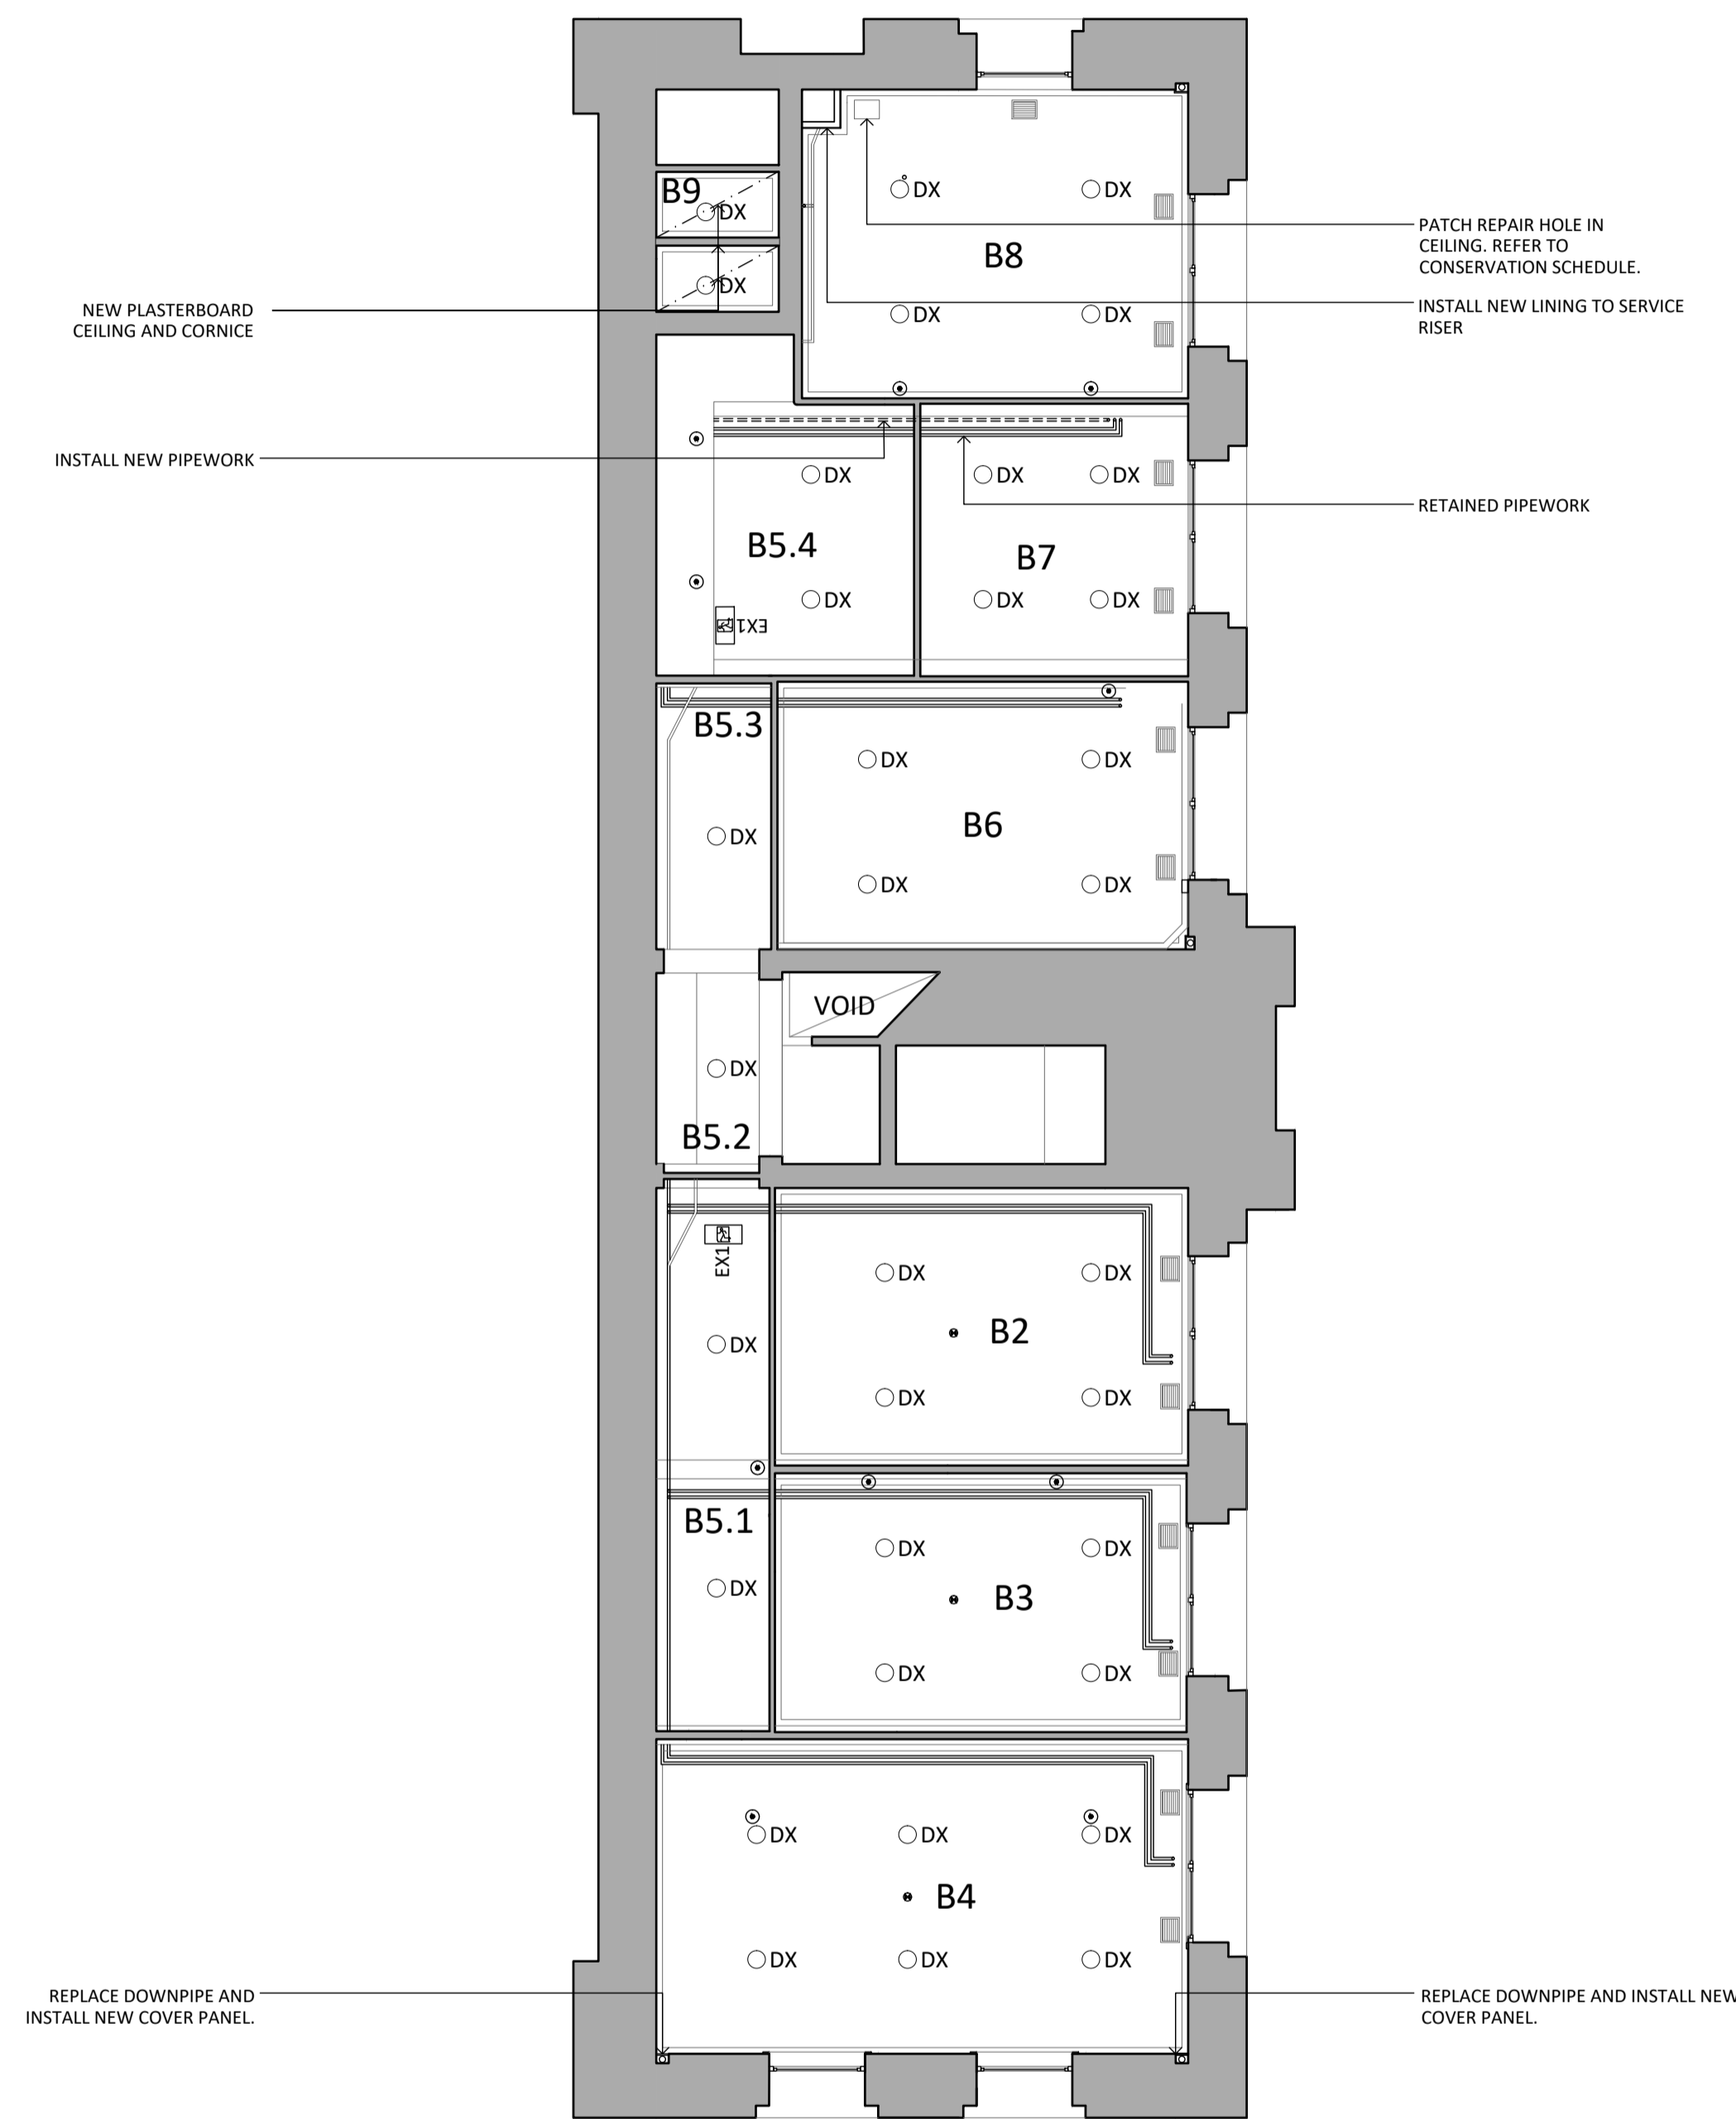 B9
DX
DX
DX
DX
B8
DX
DX
PATCH REPAIR HOLE IN
CEILING. REFER TO
CONSERVATION SCHEDULE.
INSTALL NEW LINING TO SERVICE
RISER
NEW PLASTERBOARD
CEILING AND CORNICE
INSTALL NEW PIPEWORK
RETAINED PIPEWORK
DX
B5.4
DX
EX1
DX
DX
B7
DX
DX
B5.3
DX
DX
DX
B6
DX
DX
VOID
DX
B5.2
EX1
DX
DX
DX
B2
DX
DX
B5.1
DX
DX
DX
B3
DX
DX
DX
DX
DX
B4
DX
DX
DX
REPLACE DOWNPIPE AND
INSTALL NEW COVER PANEL.
REPLACE DOWNPIPE AND INSTALL NEW
COVER PANEL.